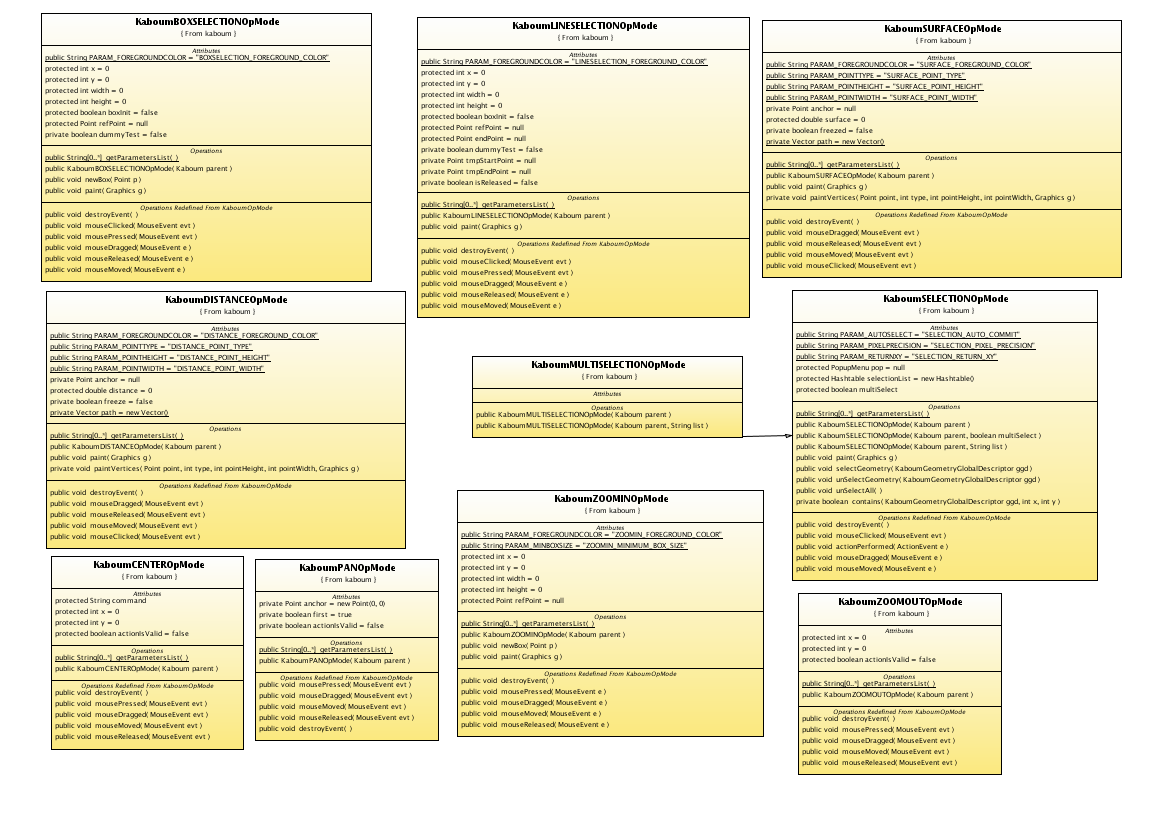 KaboumBOXSELECTIONOpMode
{ From kaboum }
Attributes
public String PARAM_FOREGROUNDCOLOR = "BOXSELECTION_FOREGROUND_COLOR"
protected int x = 0
protected int y = 0
protected int width = 0
protected int height = 0
protected boolean boxInit = false
protected Point refPoint = null
private boolean dummyTest = false
Operations
public String[0..*] getParametersList( )
public KaboumBOXSELECTIONOpMode( Kaboum parent )
public void newBox( Point p )
public void paint( Graphics g )
Operations Redefined From KaboumOpMode
public void destroyEvent( )
public void mouseClicked( MouseEvent evt )
public void mousePressed( MouseEvent evt )
public void mouseDragged( MouseEvent e )
public void mouseReleased( MouseEvent e )
public void mouseMoved( MouseEvent e )
KaboumLINESELECTIONOpMode
{ From kaboum }
Attributes
public String PARAM_FOREGROUNDCOLOR = "LINESELECTION_FOREGROUND_COLOR"
protected int x = 0
protected int y = 0
protected int width = 0
protected int height = 0
protected boolean boxInit = false
protected Point refPoint = null
protected Point endPoint = null
private boolean dummyTest = false
private Point tmpStartPoint = null
private Point tmpEndPoint = null
private boolean isReleased = false
Operations
public String[0..*] getParametersList( )
public KaboumLINESELECTIONOpMode( Kaboum parent )
public void paint( Graphics g )
Operations Redefined From KaboumOpMode
public void destroyEvent( )
public void mouseClicked( MouseEvent evt )
public void mousePressed( MouseEvent evt )
public void mouseDragged( MouseEvent e )
public void mouseReleased( MouseEvent e )
public void mouseMoved( MouseEvent e )
KaboumSURFACEOpMode
{ From kaboum }
Attributes
public String PARAM_FOREGROUNDCOLOR = "SURFACE_FOREGROUND_COLOR"
public String PARAM_POINTTYPE = "SURFACE_POINT_TYPE"
public String PARAM_POINTHEIGHT = "SURFACE_POINT_HEIGHT"
public String PARAM_POINTWIDTH = "SURFACE_POINT_WIDTH"
private Point anchor = null
protected double surface = 0
private boolean freezed = false
private Vector path = new Vector()
Operations
public String[0..*] getParametersList( )
public KaboumSURFACEOpMode( Kaboum parent )
public void paint( Graphics g )
private void paintVertices( Point point, int type, int pointHeight, int pointWidth, Graphics g )
Operations Redefined From KaboumOpMode
public void destroyEvent( )
public void mouseDragged( MouseEvent evt )
public void mouseReleased( MouseEvent evt )
public void mouseMoved( MouseEvent evt )
public void mouseClicked( MouseEvent evt )
KaboumDISTANCEOpMode
{ From kaboum }
Attributes
public String PARAM_FOREGROUNDCOLOR = "DISTANCE_FOREGROUND_COLOR"
public String PARAM_POINTTYPE = "DISTANCE_POINT_TYPE"
public String PARAM_POINTHEIGHT = "DISTANCE_POINT_HEIGHT"
public String PARAM_POINTWIDTH = "DISTANCE_POINT_WIDTH"
private Point anchor = null
protected double distance = 0
private boolean freeze = false
private Vector path = new Vector()
Operations
public String[0..*] getParametersList( )
public KaboumDISTANCEOpMode( Kaboum parent )
public void paint( Graphics g )
private void paintVertices( Point point, int type, int pointHeight, int pointWidth, Graphics g )
Operations Redefined From KaboumOpMode
public void destroyEvent( )
public void mouseDragged( MouseEvent evt )
public void mouseReleased( MouseEvent evt )
public void mouseMoved( MouseEvent evt )
public void mouseClicked( MouseEvent evt )
KaboumMULTISELECTIONOpMode
{ From kaboum }
Attributes
Operations
public KaboumMULTISELECTIONOpMode( Kaboum parent )
public KaboumMULTISELECTIONOpMode( Kaboum parent, String list )
KaboumSELECTIONOpMode
{ From kaboum }
Attributes
public String PARAM_AUTOSELECT = "SELECTION_AUTO_COMMIT"
public String PARAM_PIXELPRECISION = "SELECTION_PIXEL_PRECISION"
public String PARAM_RETURNXY = "SELECTION_RETURN_XY"
protected PopupMenu pop = null
protected Hashtable selectionList = new Hashtable()
protected boolean multiSelect
Operations
public String[0..*] getParametersList( )
public KaboumSELECTIONOpMode( Kaboum parent )
public KaboumSELECTIONOpMode( Kaboum parent, boolean multiSelect )
public KaboumSELECTIONOpMode( Kaboum parent, String list )
public void paint( Graphics g )
public void selectGeometry( KaboumGeometryGlobalDescriptor ggd )
public void unSelectGeometry( KaboumGeometryGlobalDescriptor ggd )
public void unSelectAll( )
private boolean contains( KaboumGeometryGlobalDescriptor ggd, int x, int y )
Operations Redefined From KaboumOpMode
public void destroyEvent( )
public void mouseClicked( MouseEvent evt )
public void actionPerformed( ActionEvent e )
public void mouseDragged( MouseEvent e )
public void mouseMoved( MouseEvent e )
KaboumZOOMINOpMode
{ From kaboum }
Attributes
public String PARAM_FOREGROUNDCOLOR = "ZOOMIN_FOREGROUND_COLOR"
public String PARAM_MINBOXSIZE = "ZOOMIN_MINIMUM_BOX_SIZE"
protected int x = 0
protected int y = 0
protected int width = 0
protected int height = 0
protected Point refPoint = null
Operations
public String[0..*] getParametersList( )
public KaboumZOOMINOpMode( Kaboum parent )
public void newBox( Point p )
public void paint( Graphics g )
Operations Redefined From KaboumOpMode
public void destroyEvent( )
public void mousePressed( MouseEvent e )
public void mouseDragged( MouseEvent e )
public void mouseMoved( MouseEvent e )
public void mouseReleased( MouseEvent e )
KaboumCENTEROpMode
{ From kaboum }
Attributes
protected String command
protected int x = 0
protected int y = 0
protected boolean actionIsValid = false
Operations
public String[0..*] getParametersList( )
public KaboumCENTEROpMode( Kaboum parent )
Operations Redefined From KaboumOpMode
public void destroyEvent( )
public void mousePressed( MouseEvent evt )
public void mouseDragged( MouseEvent evt )
public void mouseMoved( MouseEvent evt )
public void mouseReleased( MouseEvent evt )
KaboumPANOpMode
{ From kaboum }
Attributes
private Point anchor = new Point(0, 0)
private boolean first = true
private boolean actionIsValid = false
Operations
public String[0..*] getParametersList( )
public KaboumPANOpMode( Kaboum parent )
Operations Redefined From KaboumOpMode
public void mousePressed( MouseEvent evt )
public void mouseDragged( MouseEvent evt )
public void mouseMoved( MouseEvent evt )
public void mouseReleased( MouseEvent evt )
public void destroyEvent( )
KaboumZOOMOUTOpMode
{ From kaboum }
Attributes
protected int x = 0
protected int y = 0
protected boolean actionIsValid = false
Operations
public String[0..*] getParametersList( )
public KaboumZOOMOUTOpMode( Kaboum parent )
Operations Redefined From KaboumOpMode
public void destroyEvent( )
public void mousePressed( MouseEvent evt )
public void mouseDragged( MouseEvent evt )
public void mouseMoved( MouseEvent evt )
public void mouseReleased( MouseEvent evt )